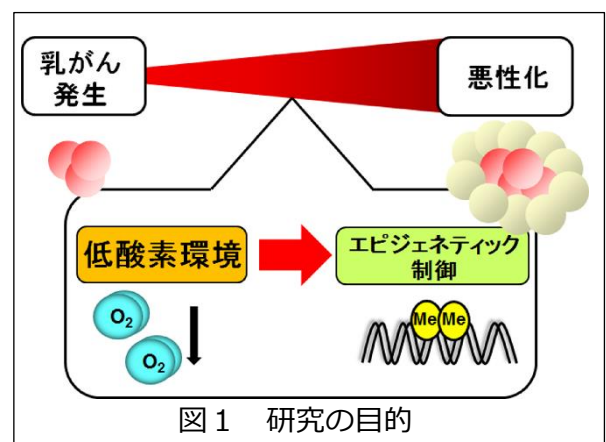 乳がん
発生
悪性化
低酸素環境
エピジェネティック
制御
O2
O2
Me Me
図１　研究の目的